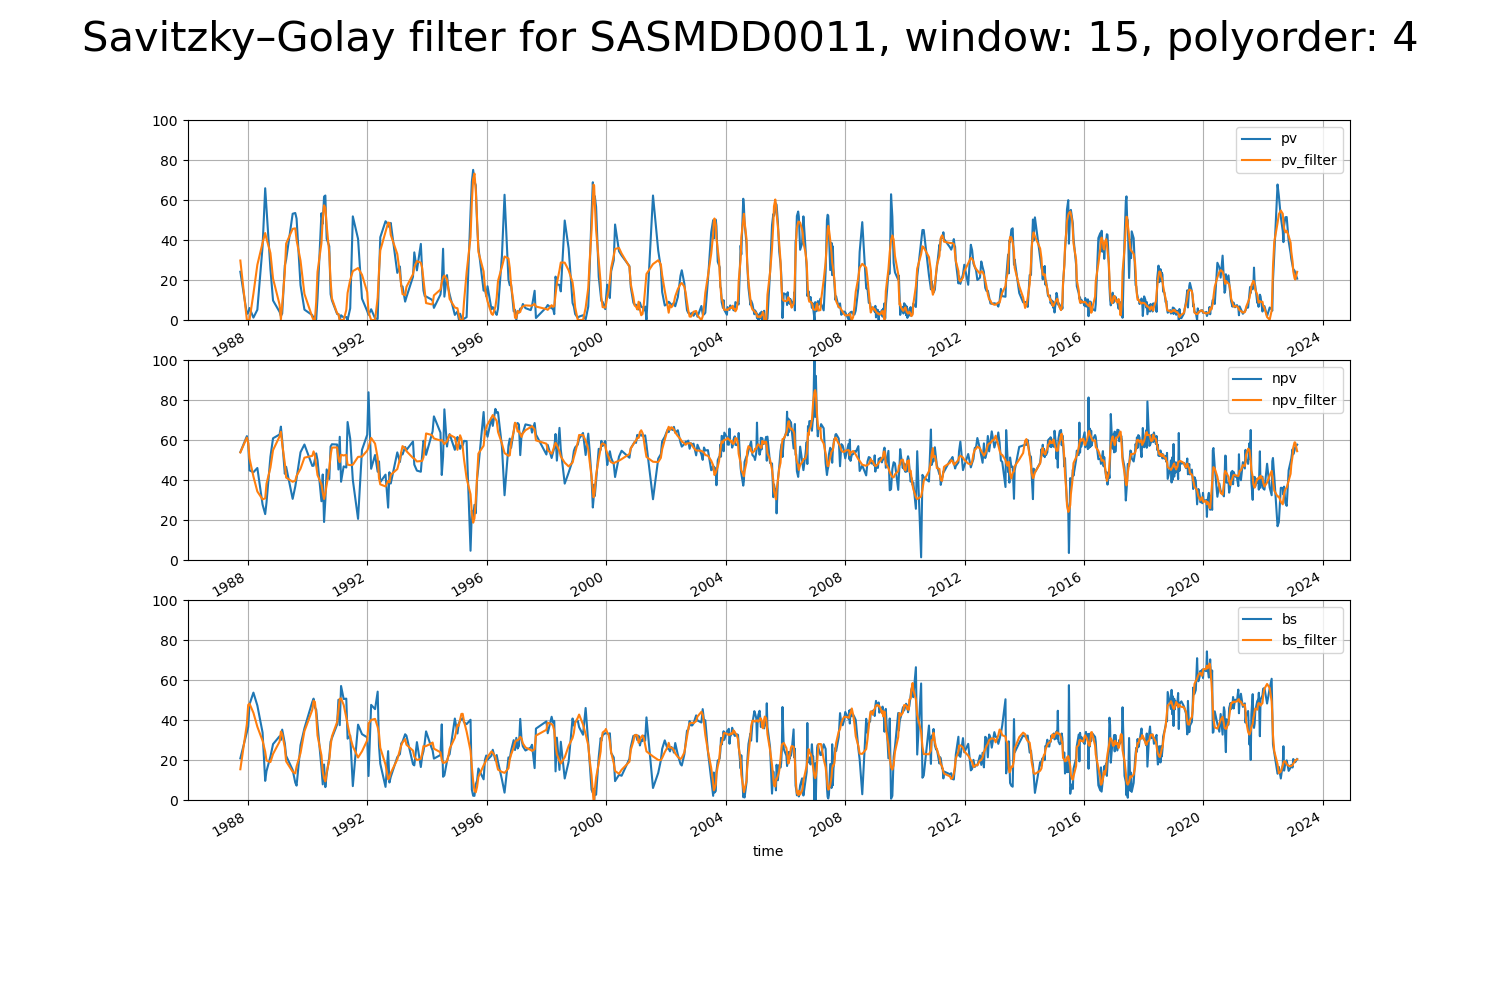 Savitzky–Golay filter for SASMDD0011, window: 15, polyorder: 4
100
80
60
40
20
0
pv
pv_filter
1988 1992 1996 2000 2004 2008 2012 2016 2020 2024
100
80
60
40
20
0
npv
npv_filter
1988 1992 1996 2000 2004 2008 2012 2016 2020 2024
100
80
60
40
20
0
bs
bs_filter
1988 1992 1996 2000 2004 2008 2012 2016 2020 2024
time